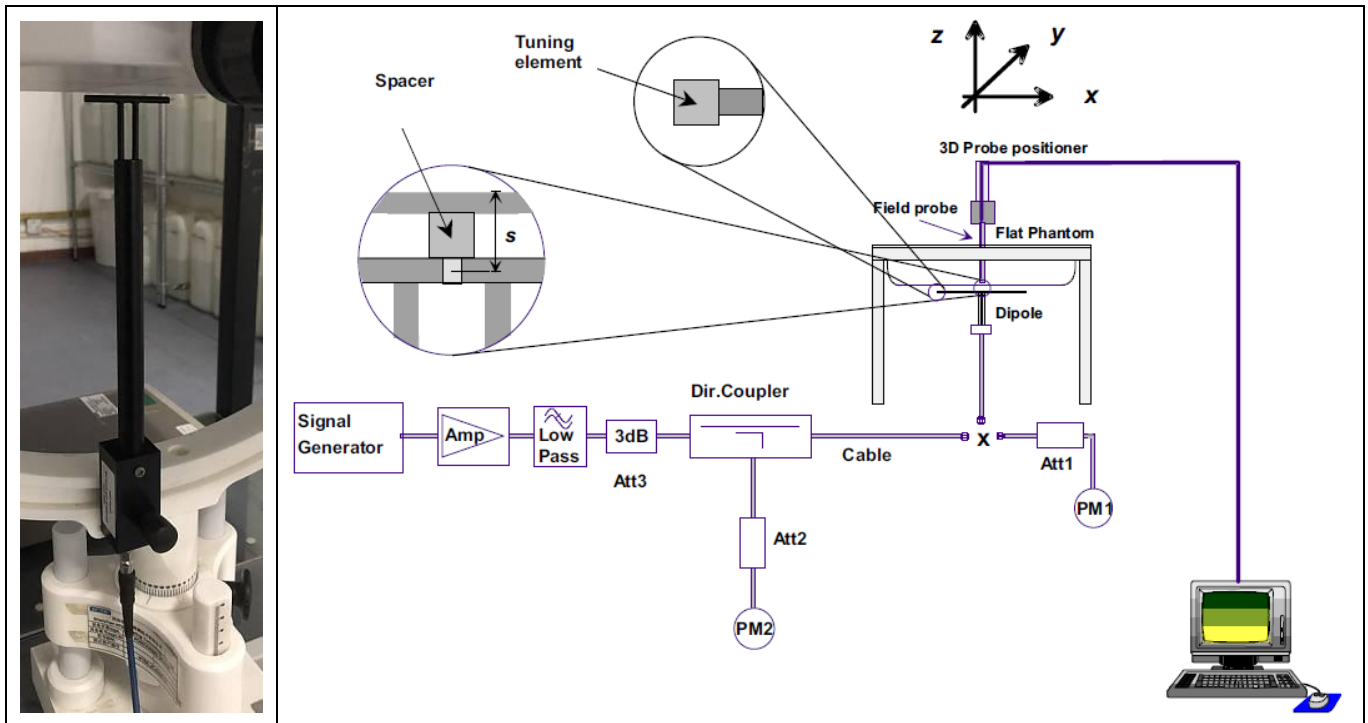 Tuning
element
Spacer
s
z
y
x
3D Probe positioner
Field probe
Flat Phantom
Dipole
Dir.Coupler
Signal
Generator
Amp
Low
Pass
3dB
Att3
Cable
x
Att1
PM1
Att2
PM2